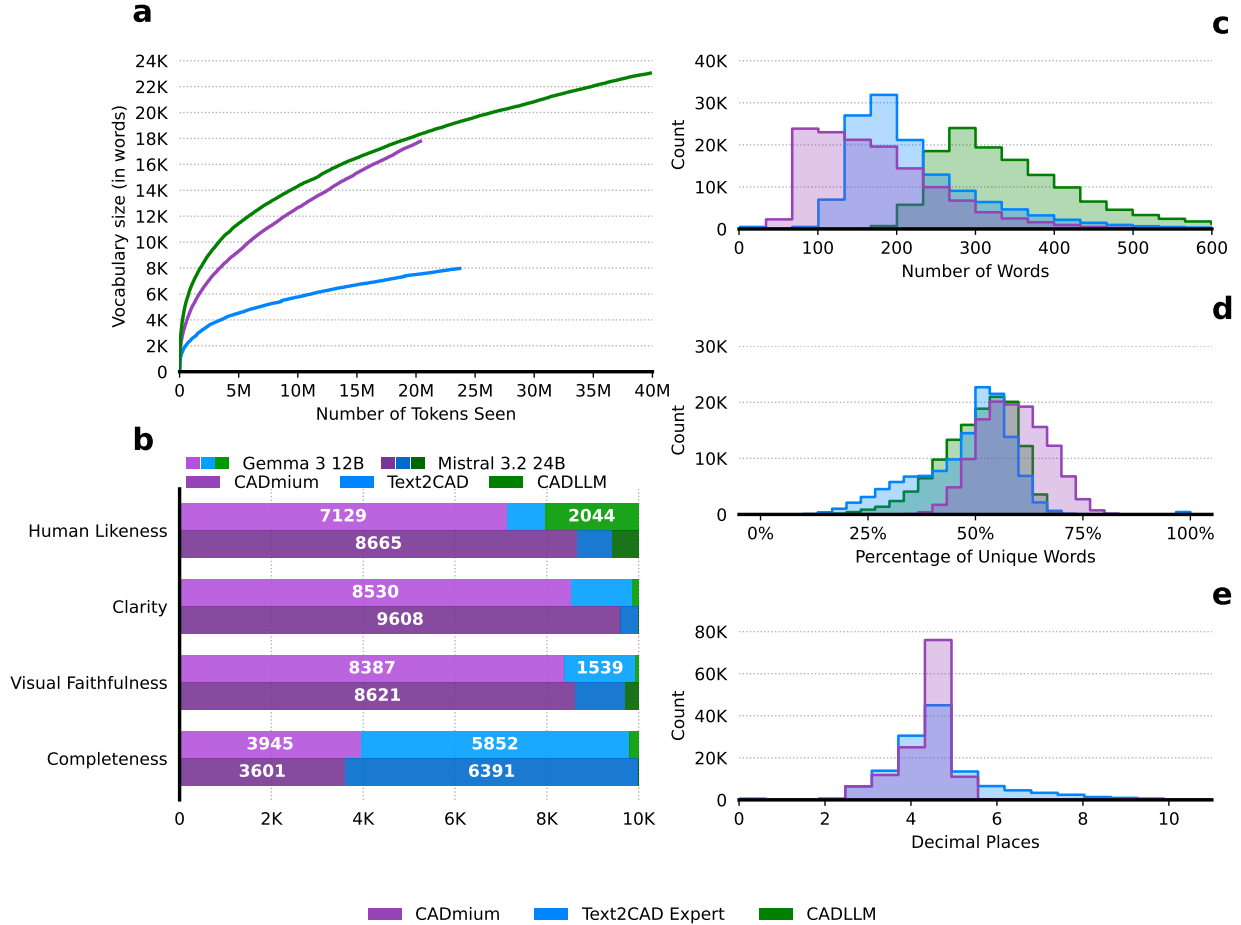 a
24K
22K
20K
18K
16K
14K
12K
10K
8K
6K
4K
2K
0
Vocabulary size (in words)
0 5M 10M 15M 20M 25M 30M 35M 40M
Number of Tokens Seen
b
Gemma 3 12B Mistral 3.2 24B
CADmium Text2CAD CADLLM
Human Likeness
7129 2044
8665
Clarity
8530
9608
Visual Faithfulness
8387 1539
8621
Completeness
3945 5852
3601 6391
0 2K 4K 6K 8K 10K
c
40K
30K
20K
10K
0
Count
0 100 200 300 400 500 600
Number of Words
d
30K
20K
10K
0
Count
0% 25% 50% 75% 100%
Percentage of Unique Words
e
80K
60K
40K
20K
0
Count
0 2 4 6 8 10
Decimal Places
CADmium Text2CAD Expert CADLLM